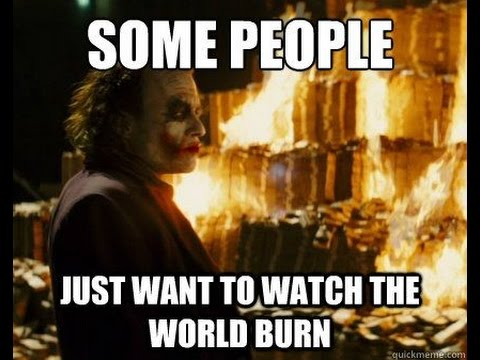 SOME PEOPLE
JUST WANT TO WATCH THE
WORLD BURN
quickmeme.com